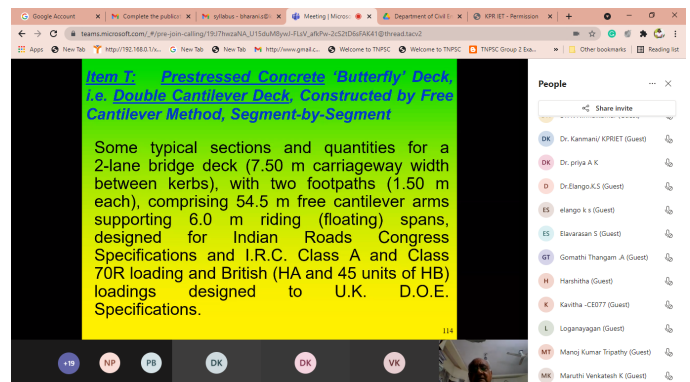 Google Account
Complete the publica
syllabus - bharani.s@
Meeting | Micros
Department of Civil E
KPR IET - Permission
teams.microsoft.com/_#/pre-join-calling/19:
Apps
New Tab
http://192.168.0.1/x...
New Tab
New Tab
http://www.gmail.c...
Welcome to TNPSC
Welcome to TNPSC
TNPSC Group 2 Exa...
»
Other bookmarks
Reading list
Item T: Prestressed Concrete ‘Butterfly’ Deck,
i.e. Double Cantilever Deck, Constructed by Free
Cantilever Method, Segment-by-Segment
Some typical sections and quantities for a
2-lane bridge deck (7.50 m carriageway width
between kerbs), with two footpaths (1.50 m
each), comprising 54.5 m free cantilever arms
supporting 6.0 m riding (floating) spans,
designed for Indian Roads Congress
Specifications and I.R.C. Class A and Class
70R loading and British (HA and 45 units of HB)
loadings designed to U.K. D.O.E.
Specifications.
114
+19
NP
PB
DK
DK
VK
People
Share invite
DK Dr. Kanmani/ KPRIET (Guest)
DK Dr. priya A K
D Dr.Elango.K.S (Guest)
ES elango k s (Guest)
ES Elavarasan S (Guest)
GT Gomathi Thangam .A (Guest)
H Harshitha (Guest)
K Kavitha -CE077 (Guest)
L Loganayagan (Guest)
MT Manoj Kumar Tripathy (Guest)
MK Maruthi Venkatesh K (Guest)